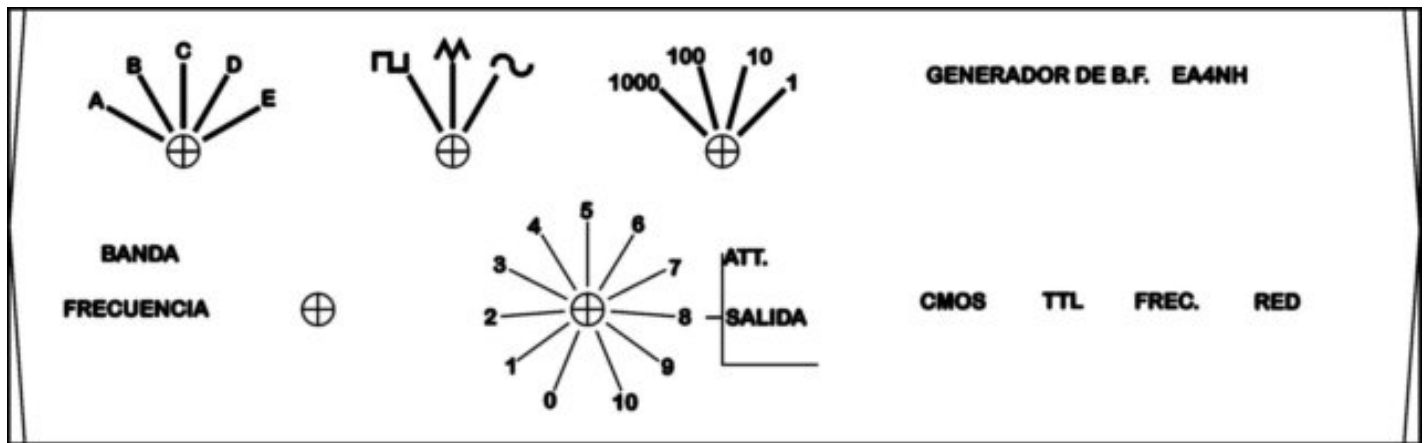 A B C D E
1000 100 10 1
GENERADOR DE B.F. EA4NH
BANDA
FRECUENCIA
0 1 2 3 4 5 6 7 8 9 10
ATT.
SALIDA
CMOS TTL FREC. RED